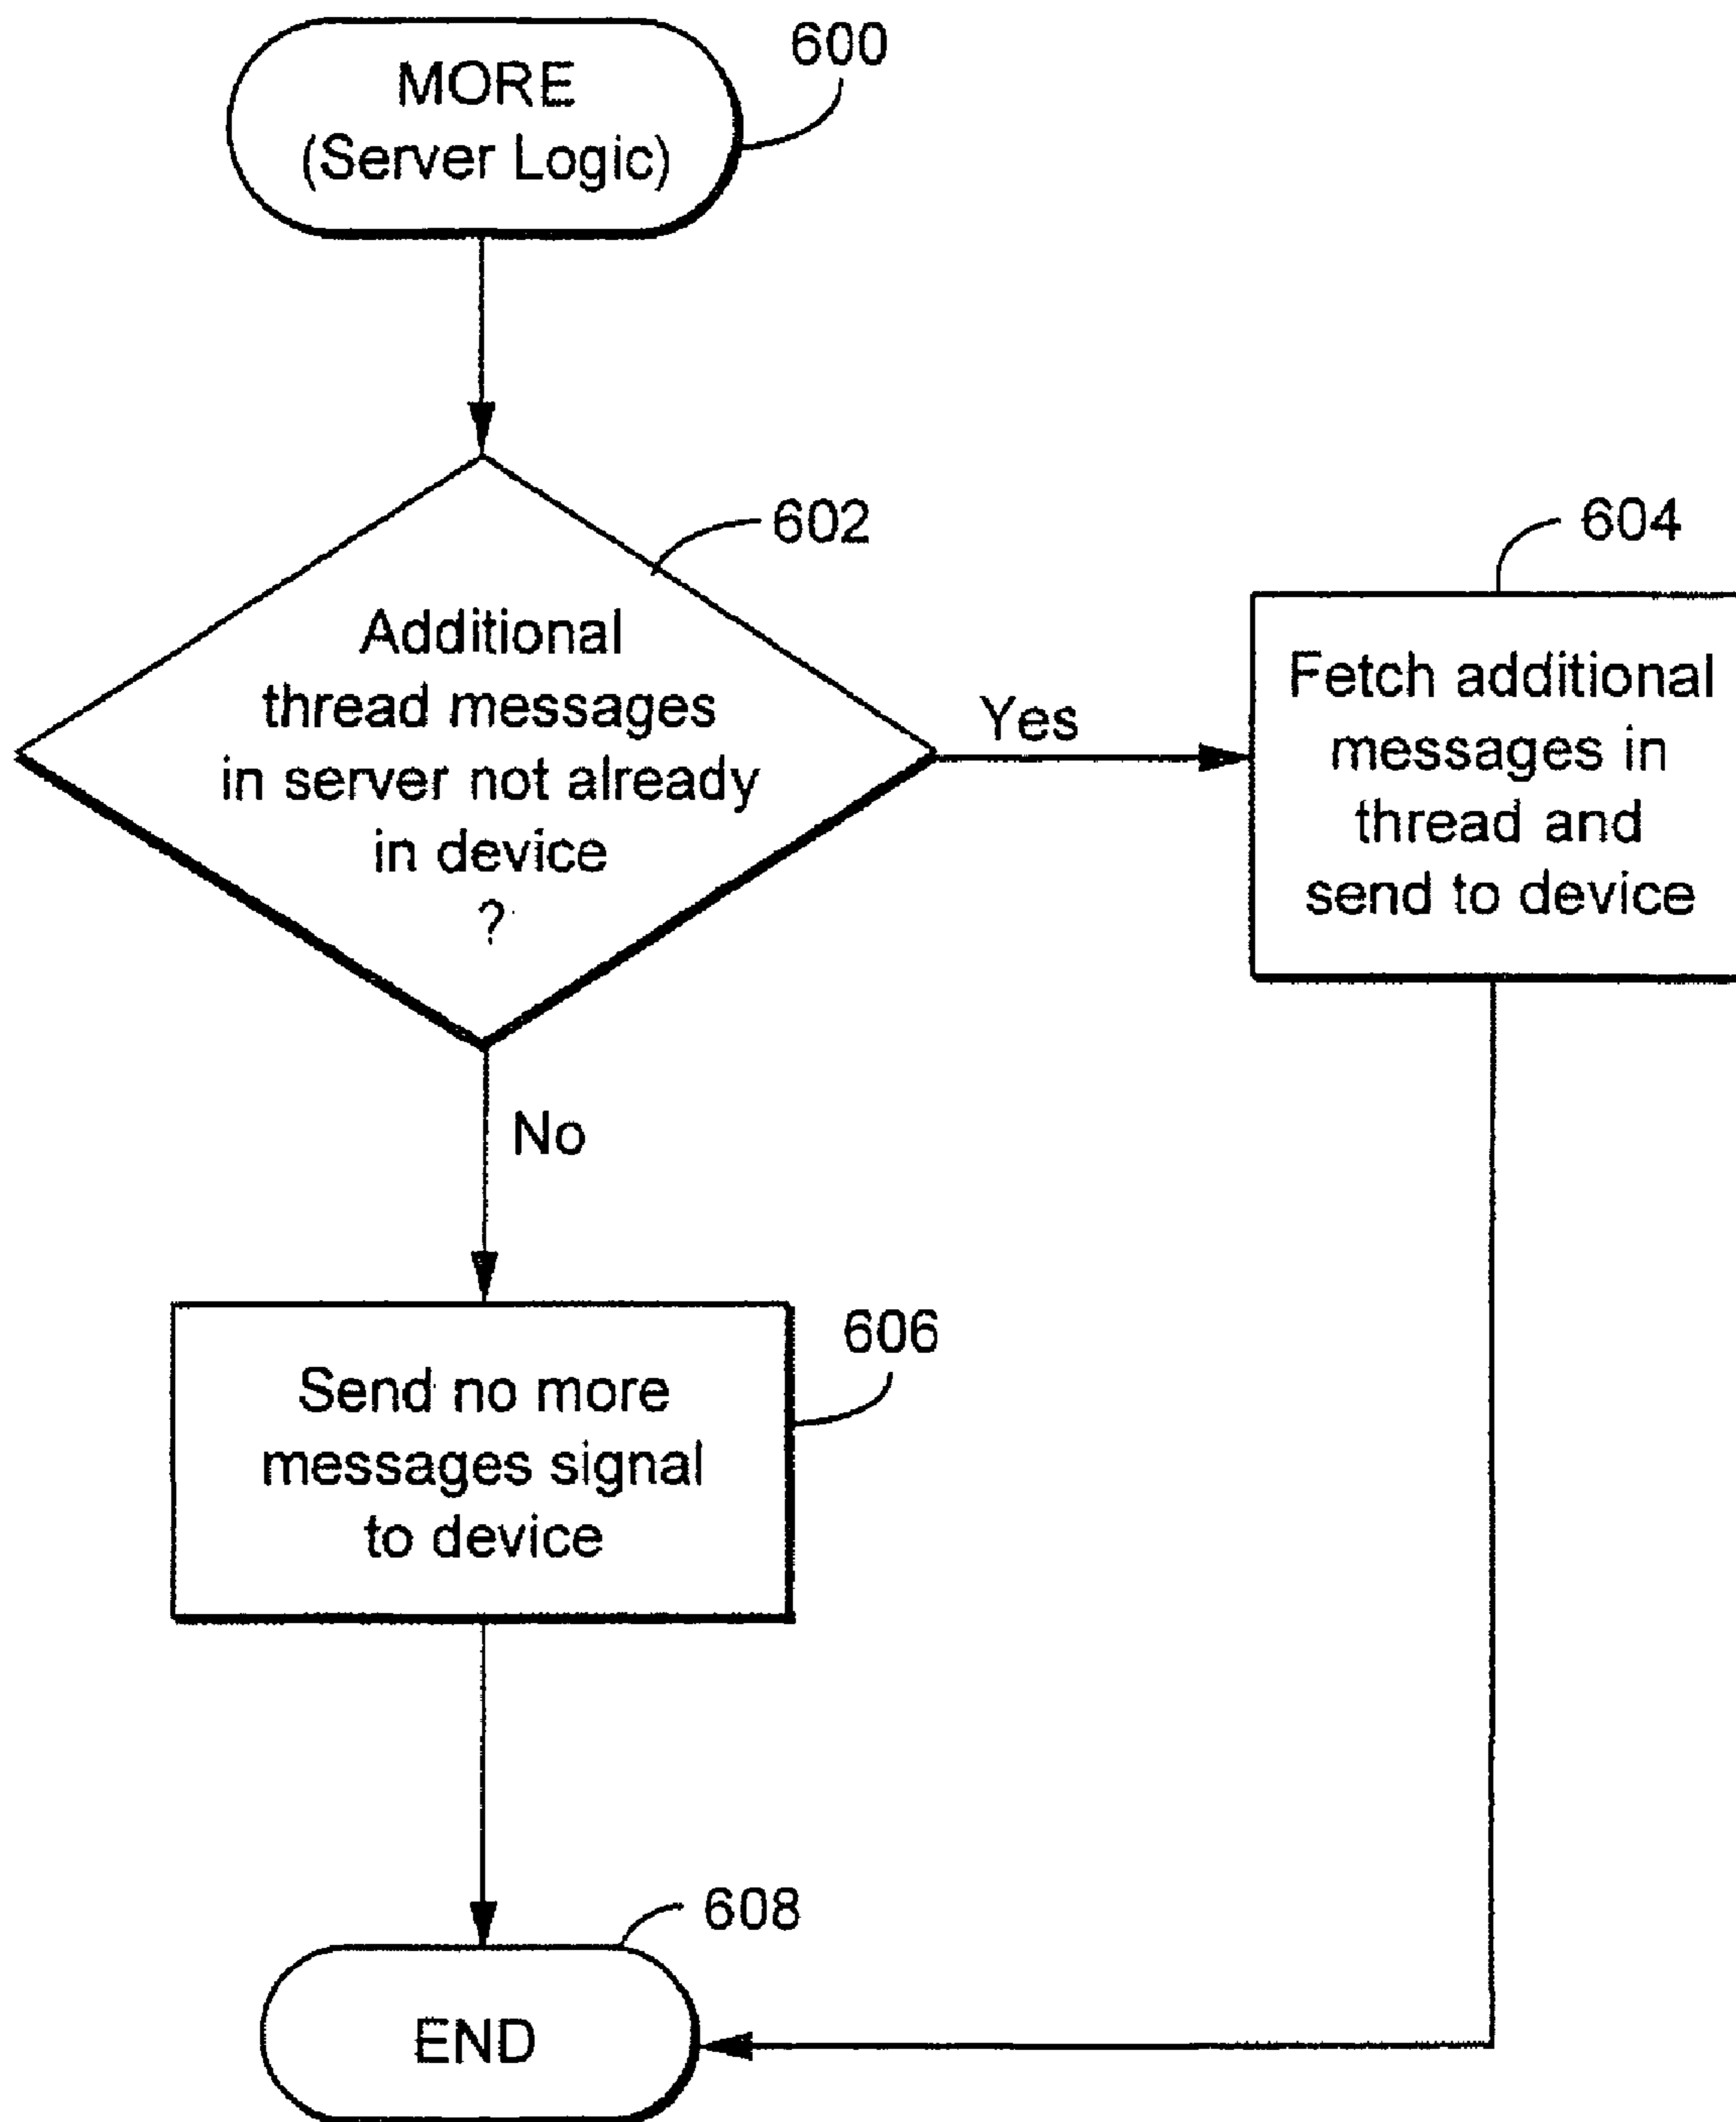 600
MORE
(Server Logic)
602
Additional
thread messages
in server not already
in device
?
Yes
604
Fetch additional
messages in
thread and
send to device
No
606
Send no more
messages signal
to device
608
END